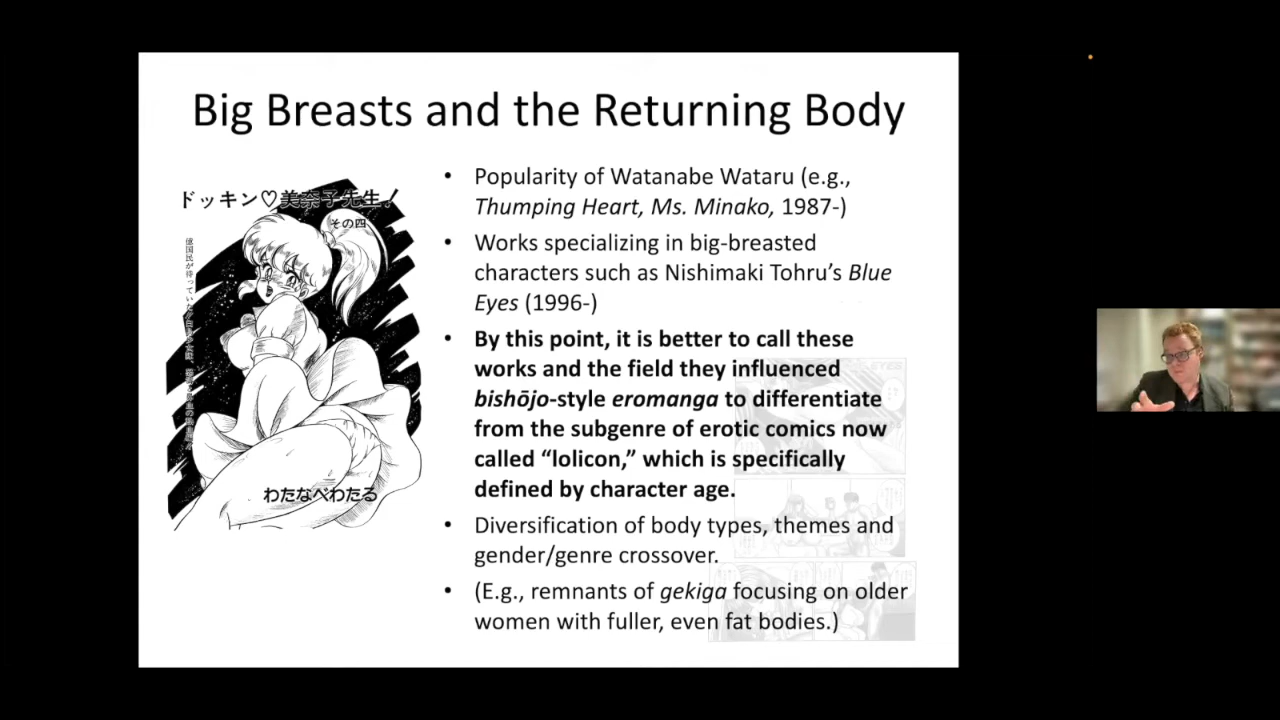 Big Breasts and the Returning Body
ドッキン♡美奈子先生！
その四
わたなべわたる
• Popularity of Watanabe Wataru (e.g.,
Thumping Heart, Ms. Minako, 1987-)
• Works specializing in big-breasted
characters such as Nishimaki Tohru’s Blue
Eyes (1996-)
• By this point, it is better to call these
works and the field they influenced
bishōjo-style eromanga to differentiate
from the subgenre of erotic comics now
called “lolicon,” which is specifically
defined by character age.
• Diversification of body types, themes and
gender/genre crossover.
• (E.g., remnants of gekiga focusing on older
women with fuller, even fat bodies.)